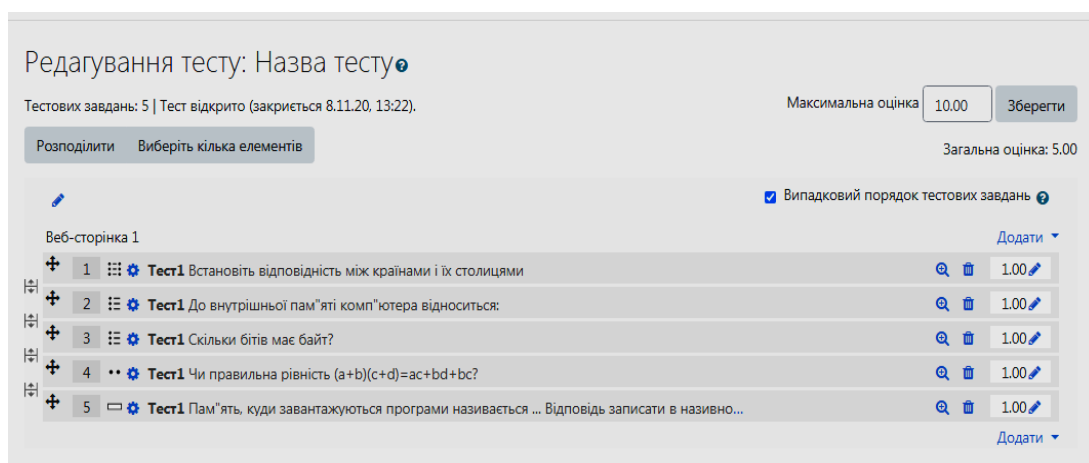 Редагування тесту: Назва тесту
Тестових завдань: 5 | Тест відкрито (закриється 8.11.20, 13:22).
Максимальна оцінка 10.00 Зберегти
Розподілити Виберіть кілька елементів
Загальна оцінка: 5.00
Випадковий порядок тестових завдань
Веб-сторінка 1
Додати
1 Тест1 Встановіть відповідність між країнами і їх столицями 1.00
2 Тест1 До внутрішньої пам"яті комп"ютера відноситься: 1.00
3 Тест1 Скільки бітів має байт? 1.00
4 Тест1 Чи правильна рівність (a+b)(c+d)=ac+bd+bc? 1.00
5 Тест1 Пам"ять, куди завантажуються програми називається ... Відповідь записати в називно... 1.00
Додати